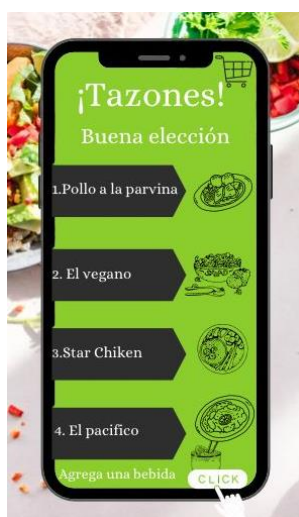 ¡Tazones!
Buena elección
1.Pollo a la parvina
2. El vegano
3.Star Chiken
4. El pacifico
Agrega una bebida
CLICK